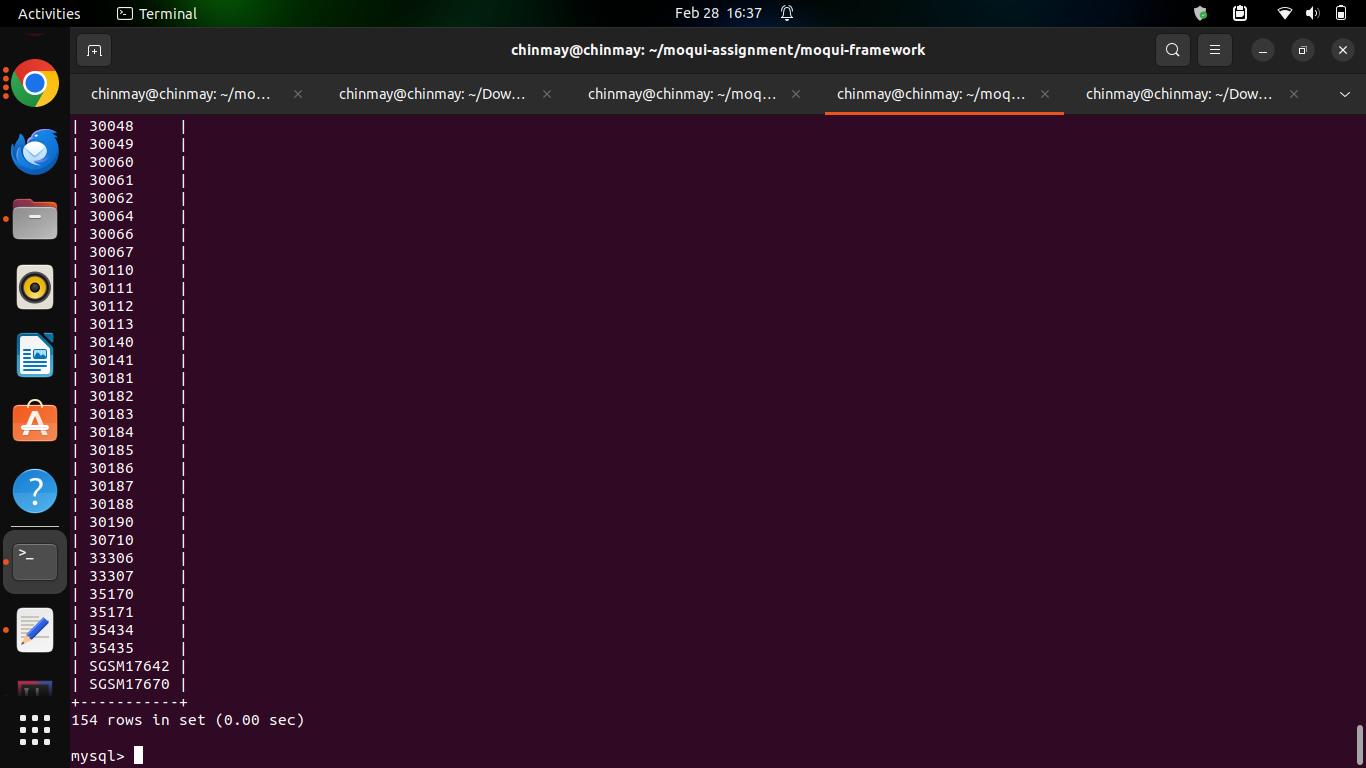 Activities
Terminal
Feb 28 16:37
chinmay@chinmay: ~/moqui-assignment/moqui-framework
chinmay@chinmay: ~/mo...
chinmay@chinmay: ~/Dow...
chinmay@chinmay: ~/moq...
chinmay@chinmay: ~/moq...
chinmay@chinmay: ~/Dow...
| 30048     |
| 30049     |
| 30060     |
| 30061     |
| 30062     |
| 30064     |
| 30066     |
| 30067     |
| 30110     |
| 30111     |
| 30112     |
| 30113     |
| 30140     |
| 30141     |
| 30181     |
| 30182     |
| 30183     |
| 30184     |
| 30185     |
| 30186     |
| 30187     |
| 30188     |
| 30190     |
| 30710     |
| 33306     |
| 33307     |
| 35170     |
| 35171     |
| 35434     |
| 35435     |
| SGSM17642 |
| SGSM17670 |
+-----------+
154 rows in set (0.00 sec)
mysql>